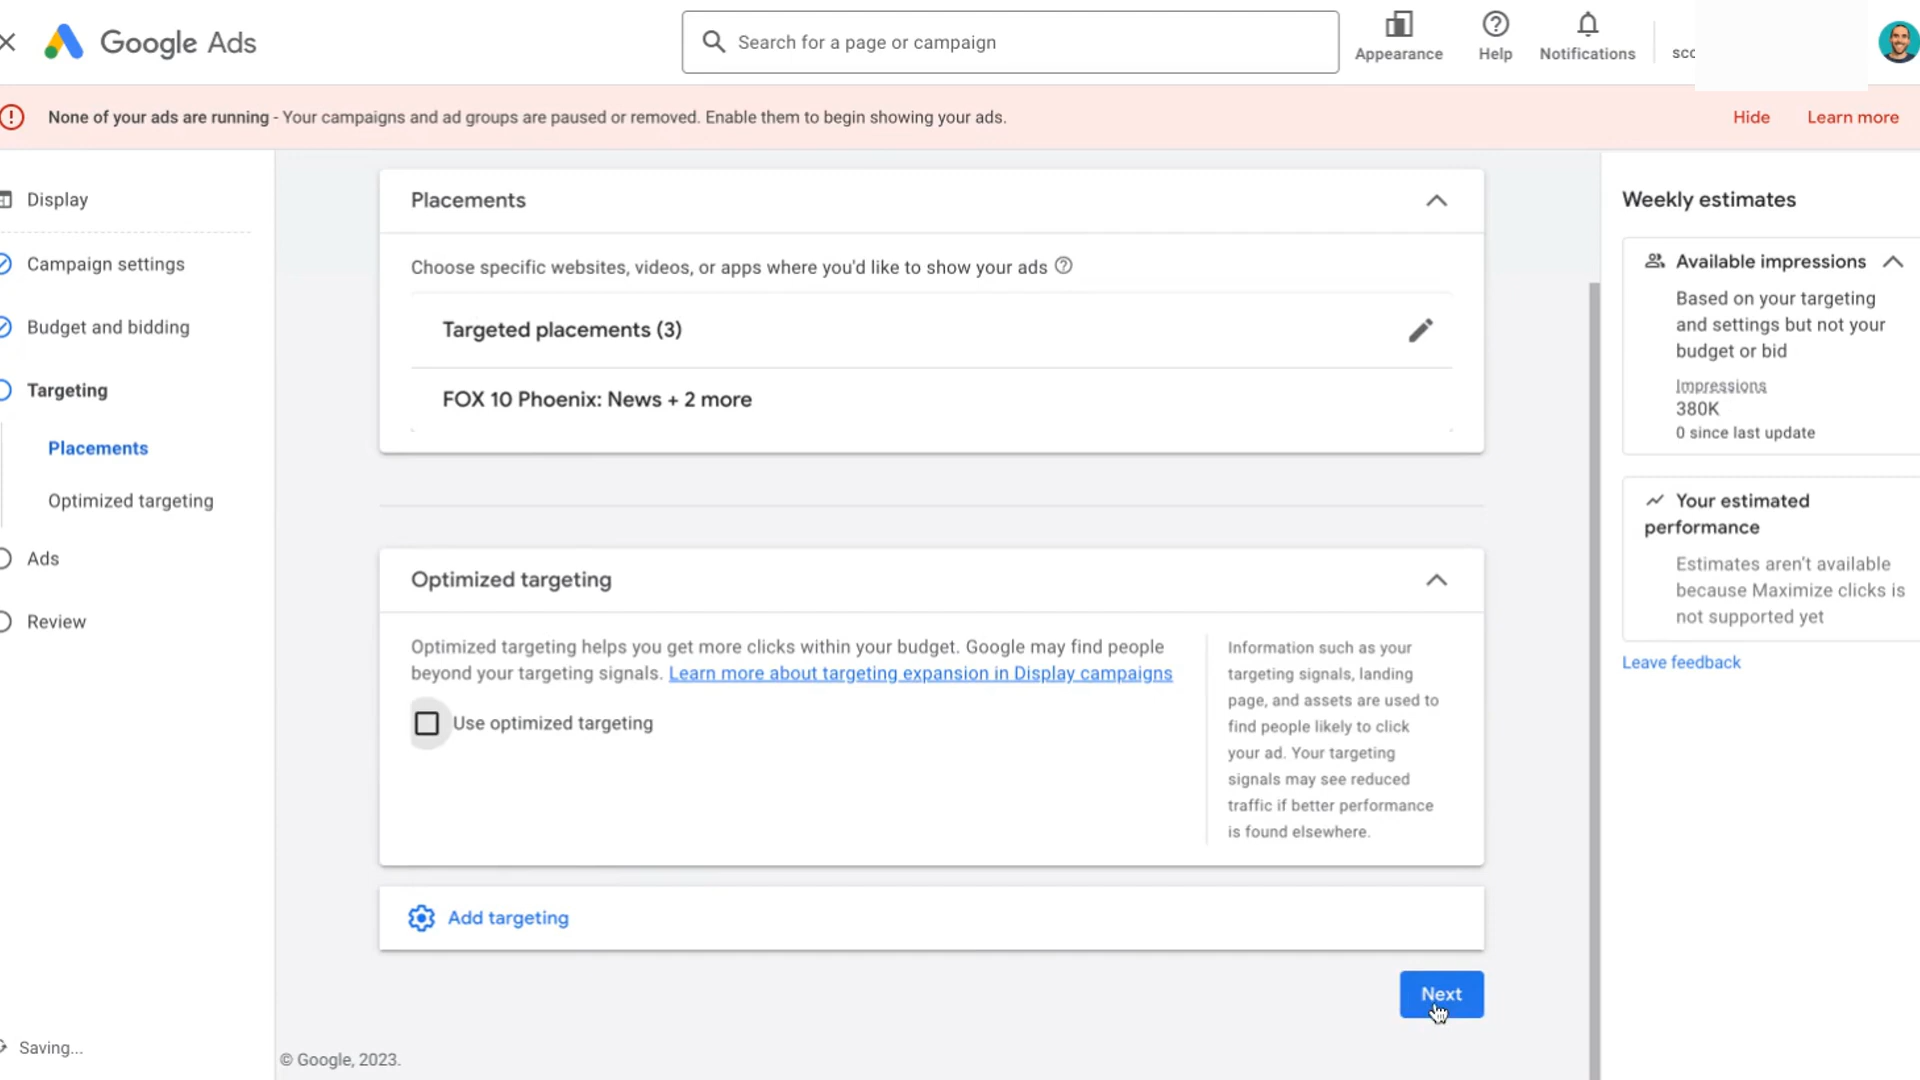 Google Ads
Search for a page or campaign
Appearance
Help
Notifications
sco
None of your ads are running - Your campaigns and ad groups are paused or removed. Enable them to begin showing your ads.
Hide
Learn more
Display
Campaign settings
Budget and bidding
Targeting
Placements
Optimized targeting
Ads
Review
Saving...
Placements
Choose specific websites, videos, or apps where you'd like to show your ads
Targeted placements (3)
FOX 10 Phoenix: News + 2 more
Optimized targeting
Optimized targeting helps you get more clicks within your budget. Google may find people
beyond your targeting signals. Learn more about targeting expansion in Display campaigns
Use optimized targeting
Information such as your
targeting signals, landing
page, and assets are used to
find people likely to click
your ad. Your targeting
signals may see reduced
traffic if better performance
is found elsewhere.
Add targeting
Next
© Google, 2023.
Weekly estimates
Available impressions
Based on your targeting
and settings but not your
budget or bid
Impressions
380K
0 since last update
Your estimated
performance
Estimates aren't available
because Maximize clicks is
not supported yet
Leave feedback